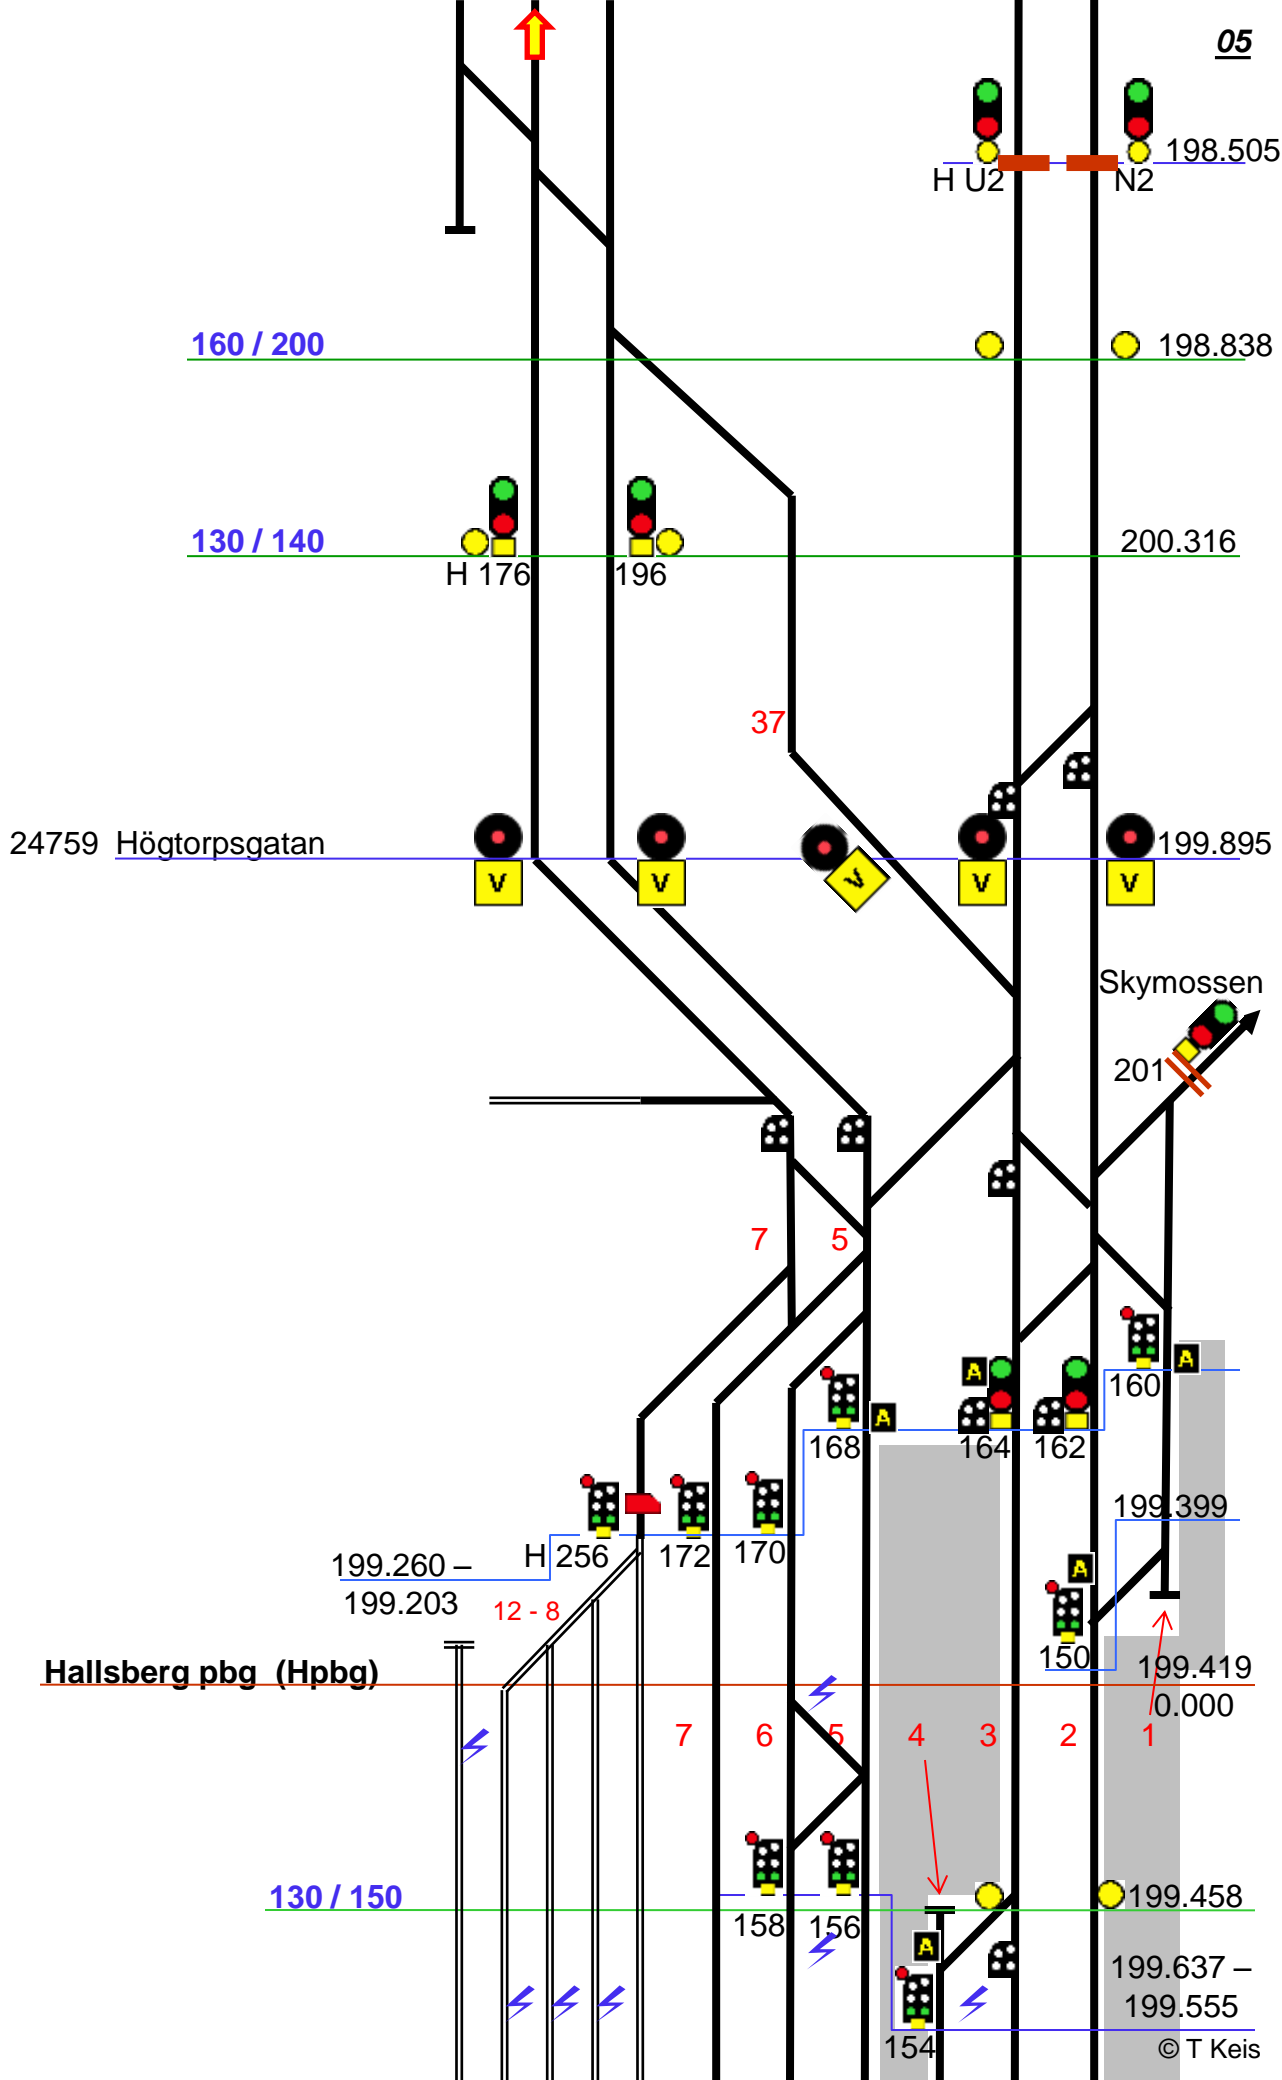 05
198.505
H U2
N2
160 / 200
198.838
130 / 140
200.316
H 176
196
37
24759 Högtorpsgatan
199.895
V
V
V
V
V
Skymossen
201
7
5
A
A
160
A
168
164
162
199.399
H 256
172
170
199.260 –
199.203
12 - 8
A
150
Hallsberg pbg (Hpbg)
199.419
0.000
7
6
5
4
3
2
1
130 / 150
199.458
158
156
A
199.637 –
199.555
154
© T Keis